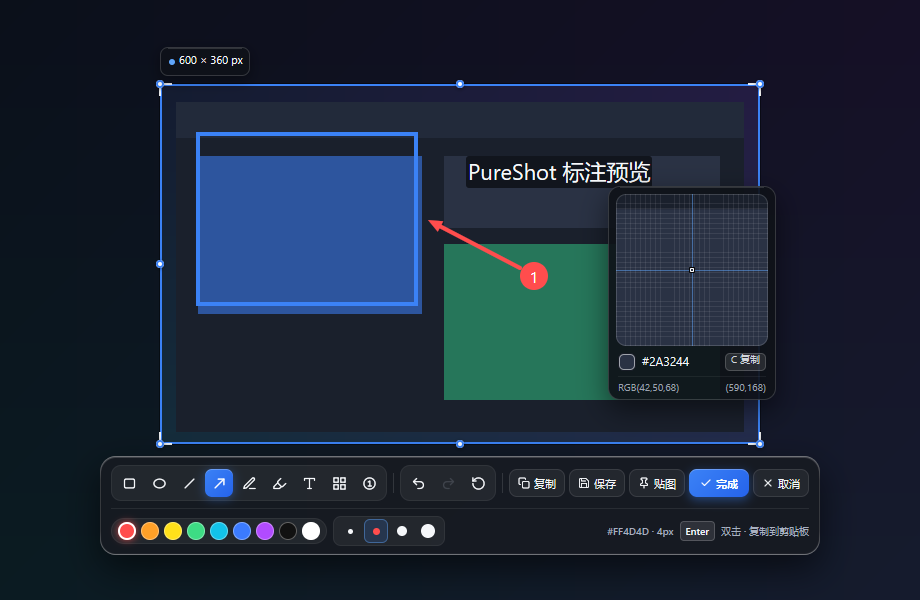 600 × 360 px
PureShot 标注预览
1
#2A3244
C 复制
RGB(42,50,68)
(590,168)
T
1
复制
保存
贴图
完成
取消
#FF4D4D · 4px
Enter
双击 · 复制到剪贴板